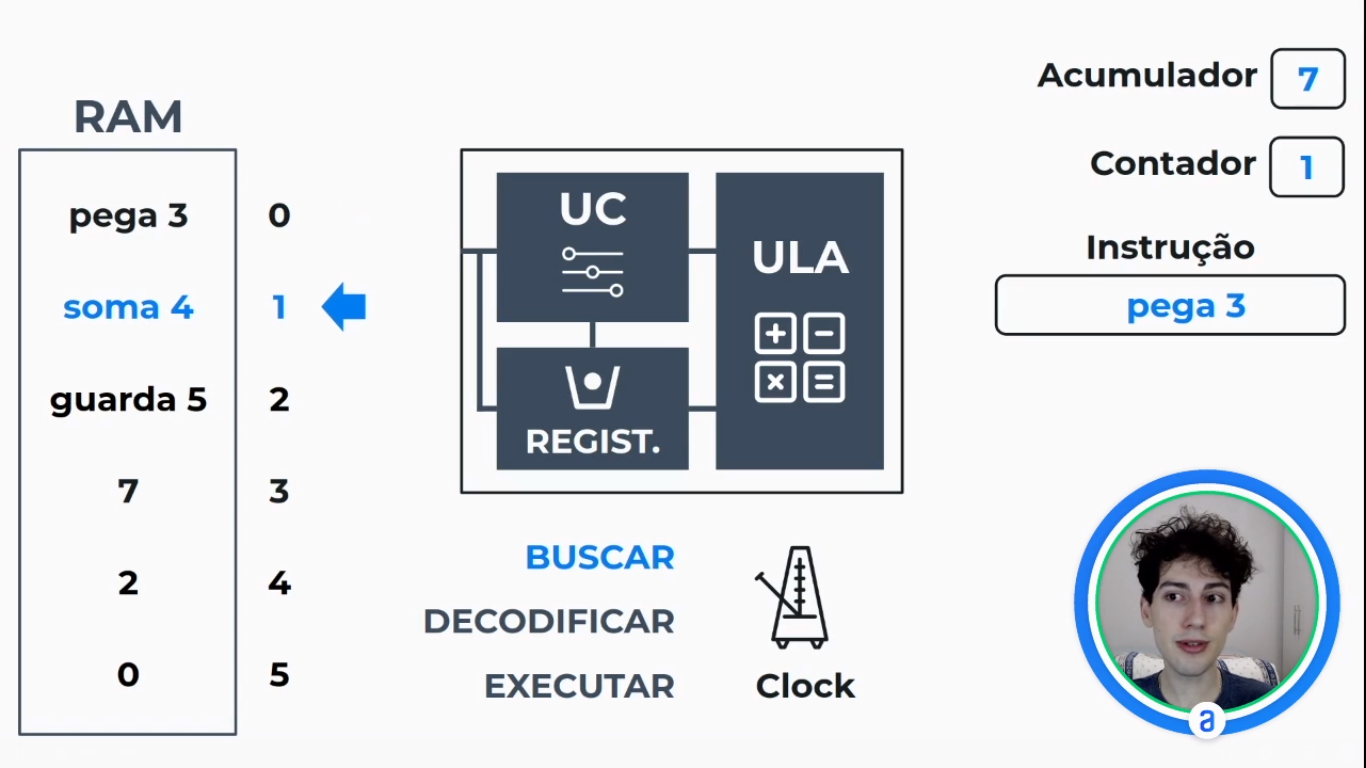 RAM
pega 3 0
soma 4 1
guarda 5 2
7 3
2 4
0 5
UC
REGIST.
ULA
BUSCAR
DECODIFICAR
EXECUTAR
Clock
Acumulador 7
Contador 1
Instrução
pega 3
a